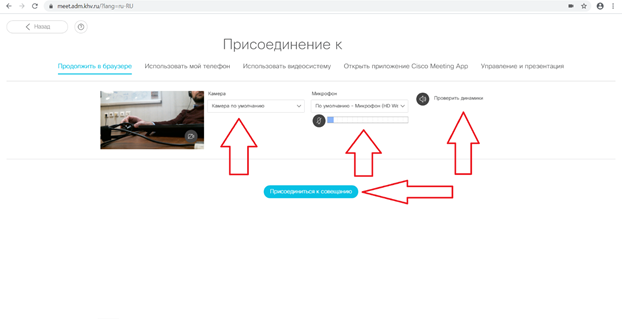 meet.adm.khv.ru/?lang=ru-RU
Назад
Присоединение к
Продолжить в браузере Использовать мой телефон Использовать видеосистему Открыть приложение Cisco Meeting App Управление и презентация
Камера Микрофон
Камера по умолчанию По умолчанию - Микрофон (HD We Проверить динамики
Присоединиться к совещанию